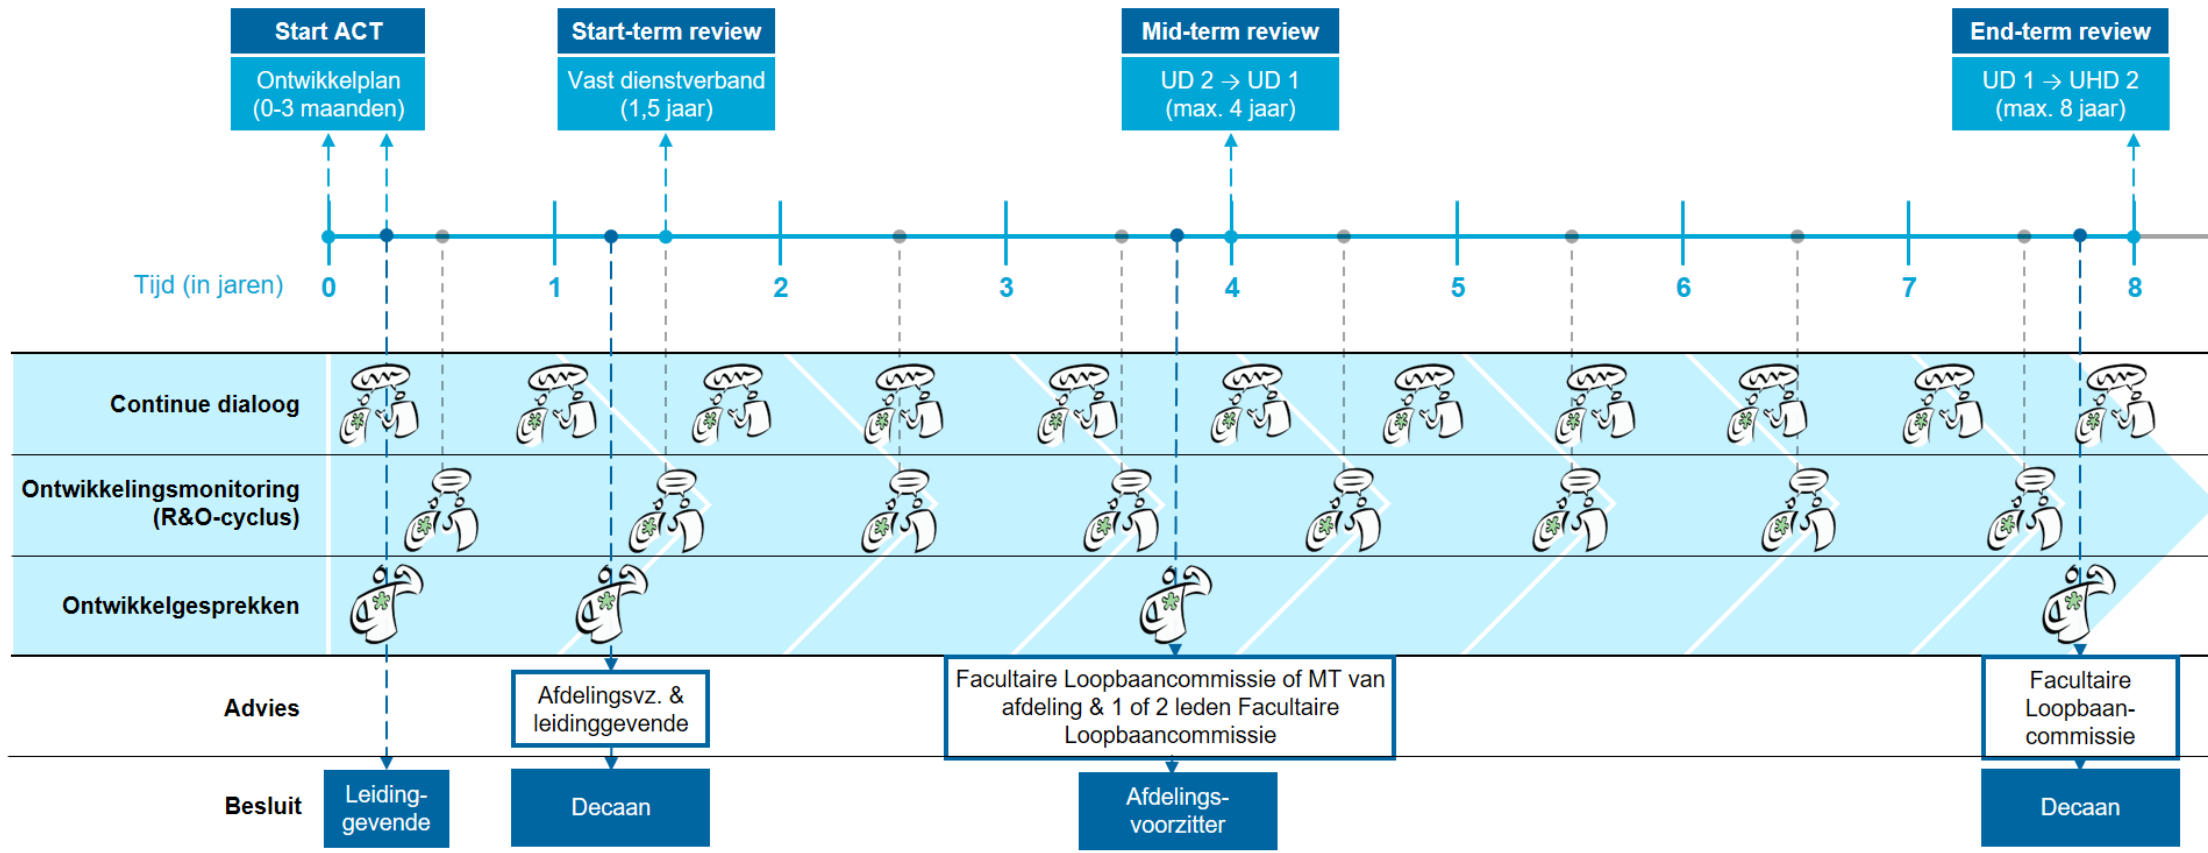 Start ACT
Ontwikkelplan
(0-3 maanden)
Start-term review
Vast dienstverband
(1,5 jaar)
Mid-term review
UD 2 → UD 1
(max. 4 jaar)
End-term review
UD 1 → UHD 2
(max. 8 jaar)
Tijd (in jaren) 0 1 2 3 4 5 6 7 8
Continue dialoog
Ontwikkelingsmonitoring
(R&O-cyclus)
Ontwikkelgesprekken
Advies
Afdelingsvz. &
leidinggevende
Facultaire Loopbaancommissie of MT van
afdeling & 1 of 2 leden Facultaire
Loopbaancommissie
Facultaire
Loopbaan-
commissie
Besluit
Leiding-
gevende
Decaan
Afdelings-
voorzitter
Decaan